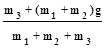 m₃ + (m₁ + m₂)g
m₁ + m₂ + m₃